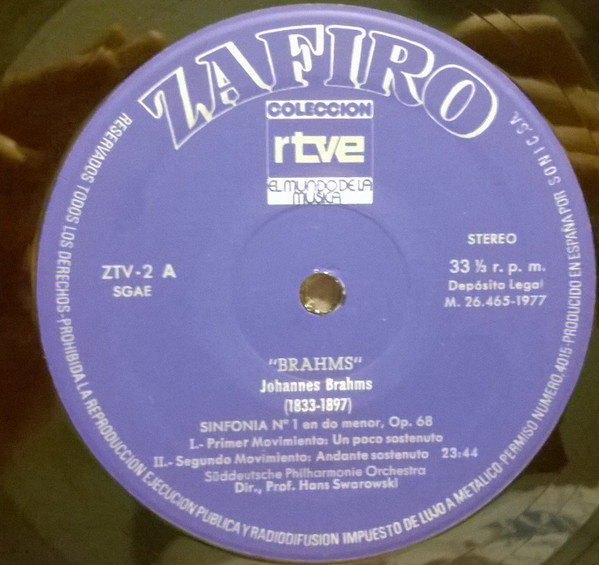 ZAFIRO
COLECCION
rtve
EL MUNDO DE LA
MUSICA
STEREO
ZTV-2 A
SGAE
33 ⅓ r. p. m.
Depósito Legal
M. 26.465-1977
"BRAHMS"
Johannes Brahms
(1833-1897)
SINFONIA Nº 1 en do menor, Op. 68
I.- Primer Movimiento: Un poco sostenuto
II.- Segundo Movimiento: Andante sostenuto 23:44
Süddeutsche Philharmonie Orchestra
Dir., Prof. Hans Swarowski
RESERVADOS TODOS LOS DERECHOS-PROHIBIDA LA REPRODUCCION EJECUCION PUBLICA Y RADIODIFUSION IMPUESTO DE LUJO A METALICO-PERMISO NUMERO.4015-PRODUCIDO EN ESPAÑA POR SONIC,S.A.